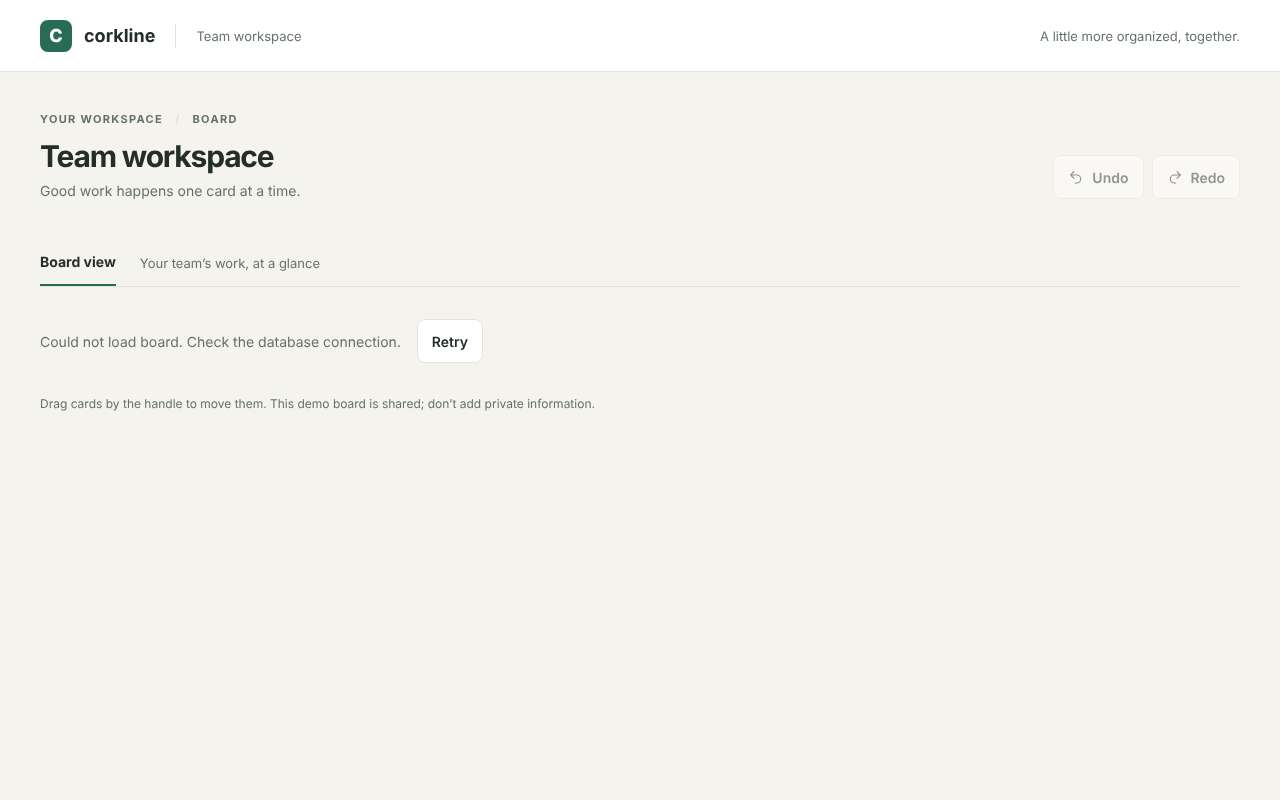 C corkline Team workspace A little more organized, together.
YOUR WORKSPACE / BOARD
Team workspace
Good work happens one card at a time.
Undo Redo
Board view Your team’s work, at a glance
Could not load board. Check the database connection. Retry
Drag cards by the handle to move them. This demo board is shared; don’t add private information.